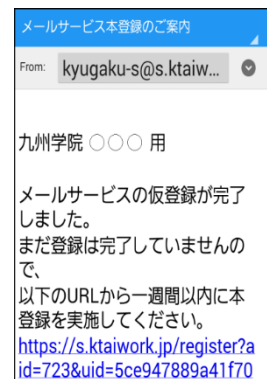 メールサービス本登録のご案内
From: kyugaku-s@s.ktaiw...
九州学院 ○○○ 用
メールサービスの仮登録が完了
しました。
まだ登録は完了していませんの
で、
以下のURLから一週間以内に本
登録を実施してください。
https://s.ktaiwork.jp/register?a
id=723&uid=5ce947889a41f70